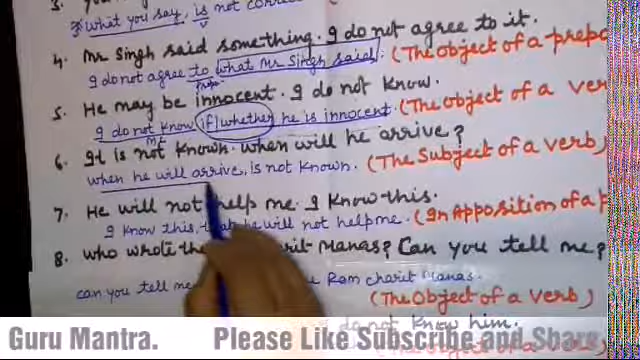 3. what you say, is not corre
v
4. Mr Singh said something. I do not agree to it.
I do not agree to what Mr Singh said. (The Object of a prepo
Prepo.
5. He may be innocent. I do not know.
I do not know if/whether he is innocent. (The Object of a ver
MC
6. It is not known. When will he arrive?
when he will arrive, is not known. (The Subject of a verb)
7. He will not help me. I know this.
I know this, that he will not help me. (In Apposition of a
8. Who wrote the Manas? Can you tell me?
can you tell me Ram charit Manas.
(The Object of a verb)
do not know him.
Guru Mantra. Please Like Subscribe and Share